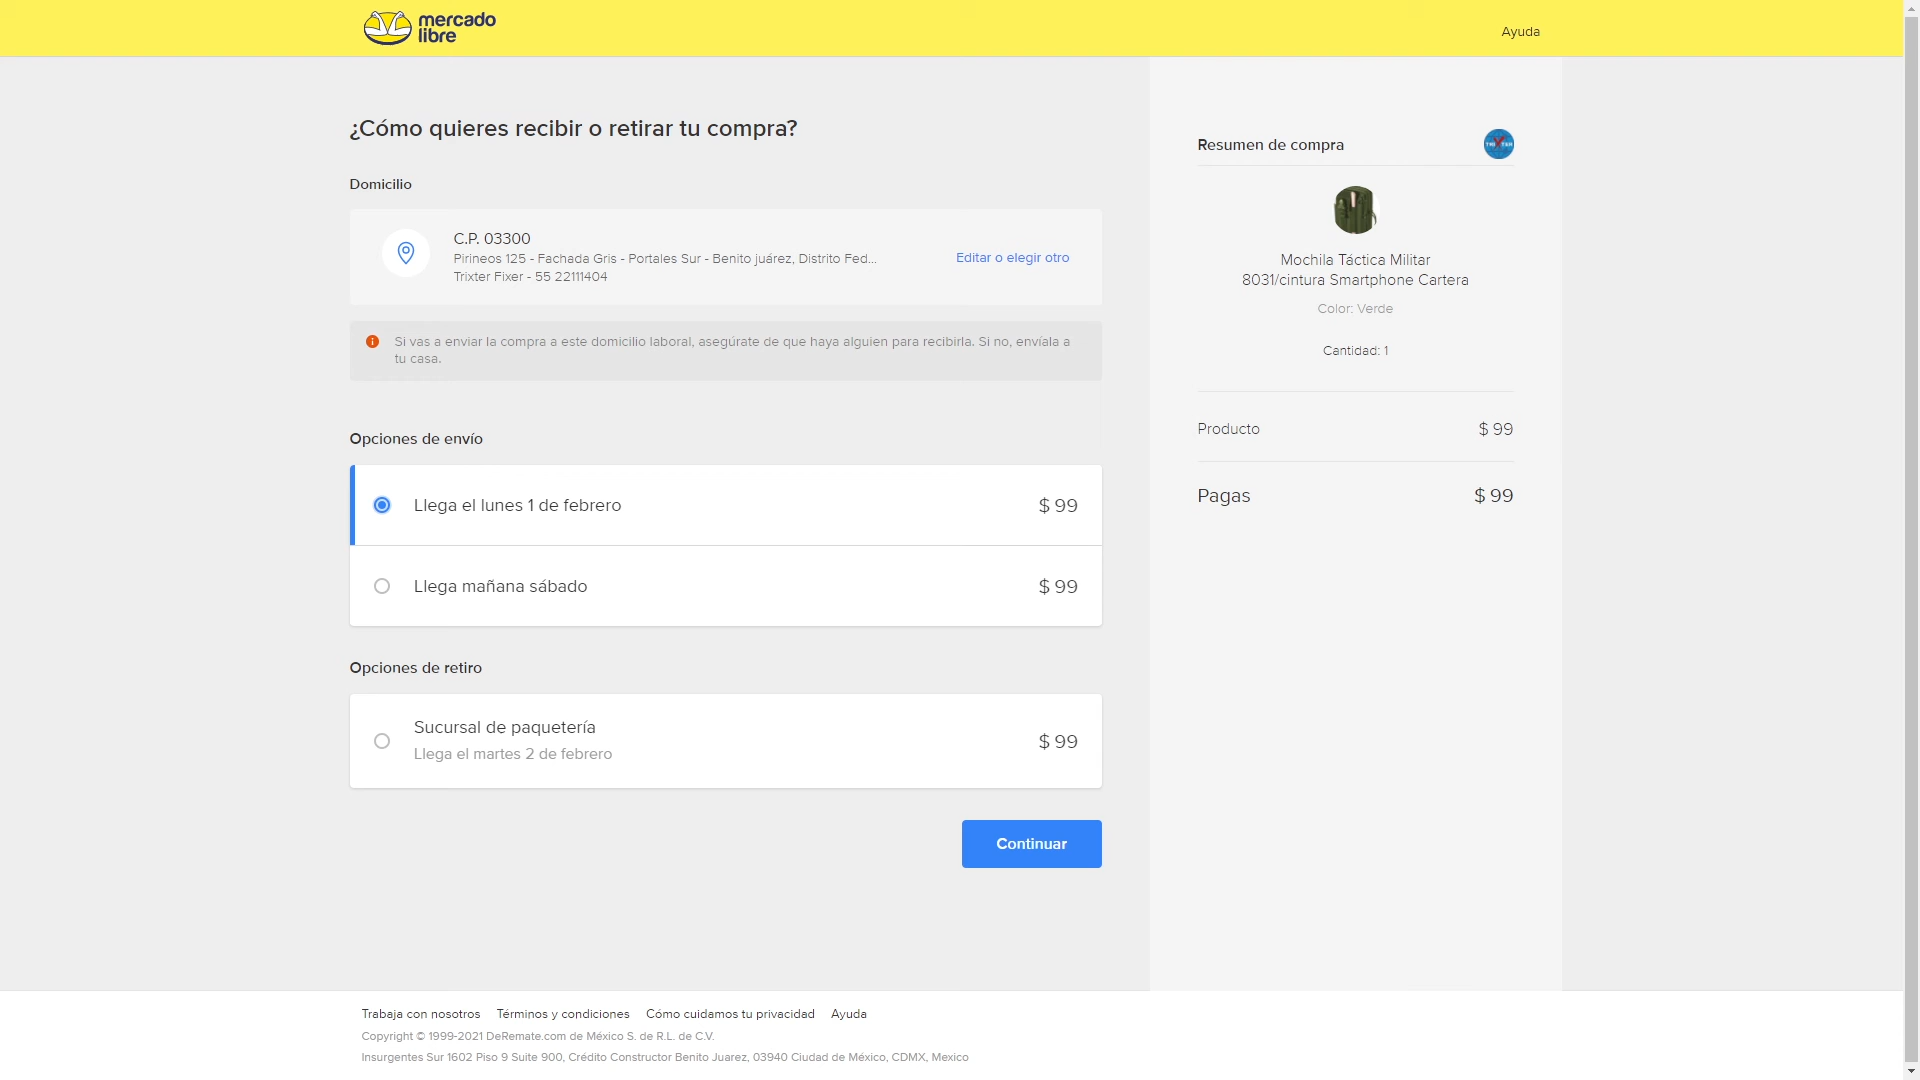 mercado
libre
Ayuda
¿Cómo quieres recibir o retirar tu compra?
Domicilio
C.P. 03300
Pirineos 125 - Fachada Gris - Portales Sur - Benito juárez, Distrito Fed...
Trixter Fixer - 55 22111404
Editar o elegir otro
Si vas a enviar la compra a este domicilio laboral, asegúrate de que haya alguien para recibirla. Si no, envíala a
tu casa.
Opciones de envío
Llega el lunes 1 de febrero
$ 99
Llega mañana sábado
$ 99
Opciones de retiro
Sucursal de paquetería
Llega el martes 2 de febrero
$ 99
Continuar
Resumen de compra
Mochila Táctica Militar
8031/cintura Smartphone Cartera
Color: Verde
Cantidad: 1
Producto $ 99
Pagas $ 99
Trabaja con nosotros Términos y condiciones Cómo cuidamos tu privacidad Ayuda
Copyright © 1999-2021 DeRemate.com de México S. de R.L. de C.V.
Insurgentes Sur 1602 Piso 9 Suite 900, Crédito Constructor Benito Juarez, 03940 Ciudad de México, CDMX, Mexico